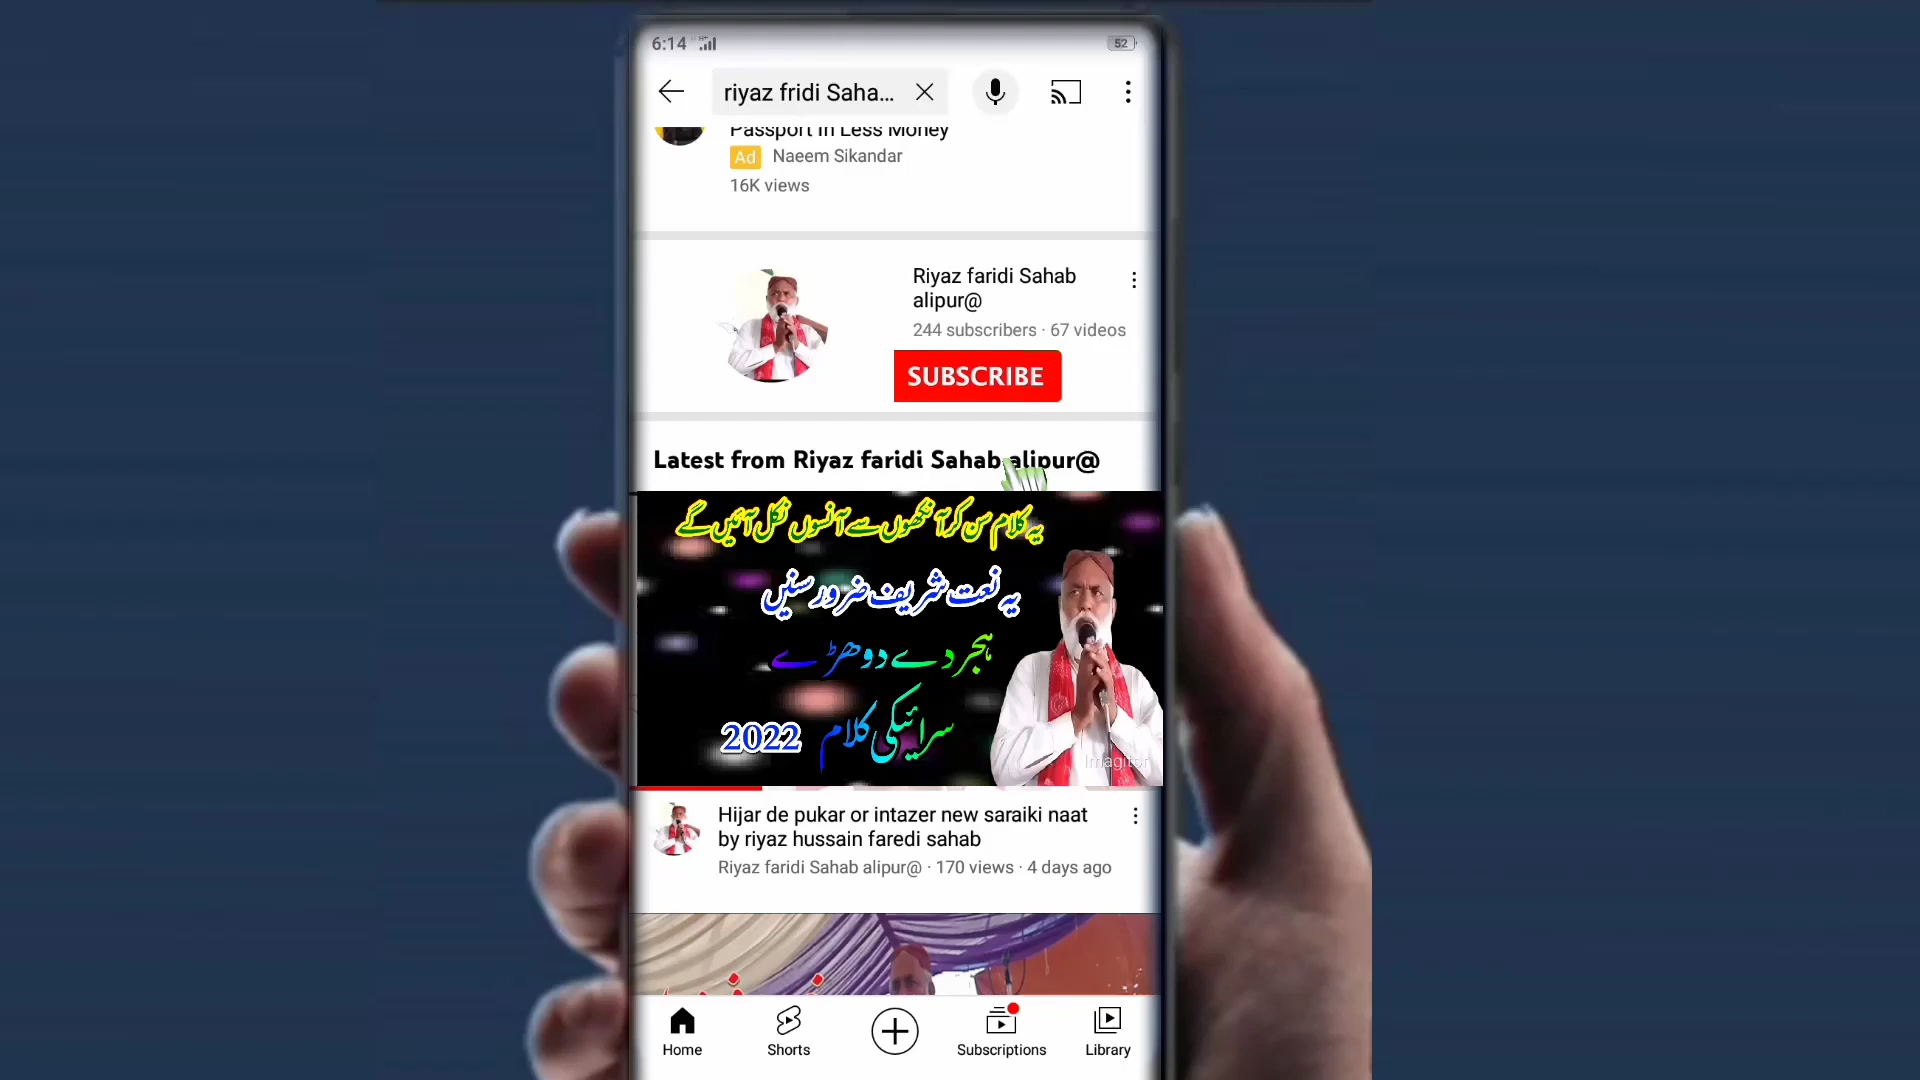 6:14
52
riyaz fridi Saha...
Passport In Less Money
Ad Naeem Sikandar
16K views
Riyaz faridi Sahab
alipur@
244 subscribers · 67 videos
SUBSCRIBE
Latest from Riyaz faridi Sahab alipur@
یہ کلام سن کر آنکھوں سے آنسوں نکل آئیں گے
یہ نعت شریف ضرور سنیں
ہجر دے دوھڑے
سرائیکی کلام 2022
Imagitor
Hijar de pukar or intazer new saraiki naat
by riyaz hussain faredi sahab
Riyaz faridi Sahab alipur@ · 170 views · 4 days ago
Home
Shorts
Subscriptions
Library